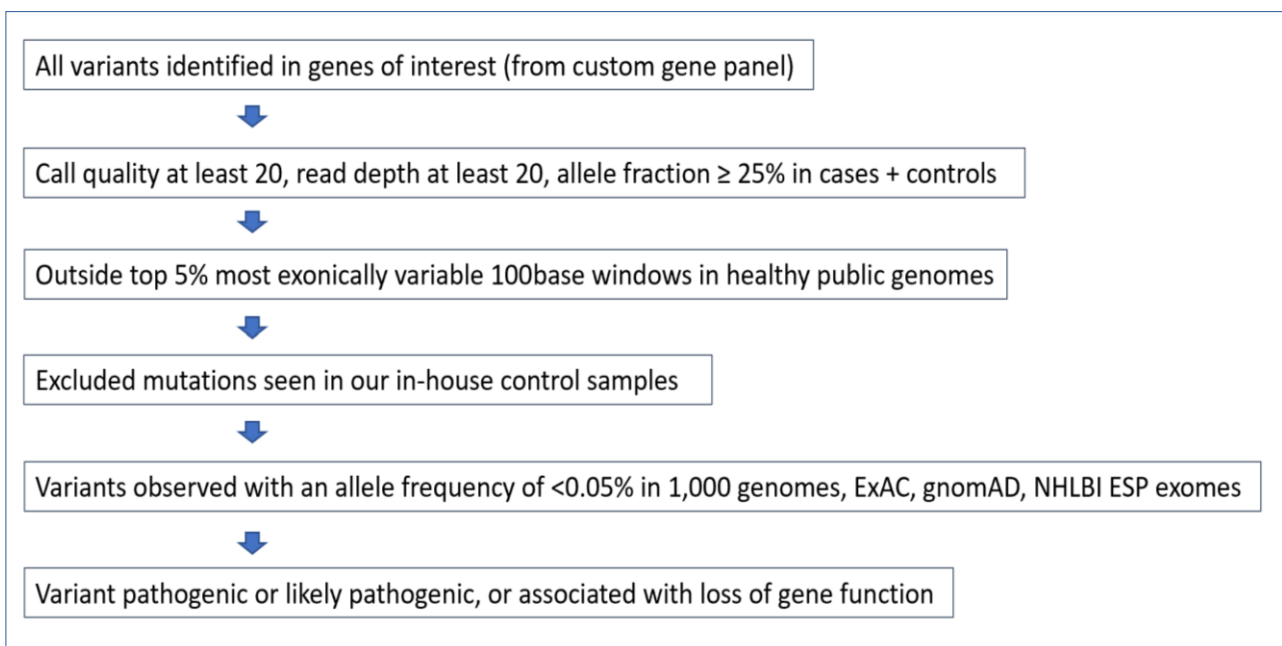 All variants identified in genes of interest (from custom gene panel)
Call quality at least 20, read depth at least 20, allele fraction ≥ 25% in cases + controls
Outside top 5% most exonically variable 100base windows in healthy public genomes
Excluded mutations seen in our in-house control samples
Variants observed with an allele frequency of <0.05% in 1,000 genomes, ExAC, gnomAD, NHLBI ESP exomes
Variant pathogenic or likely pathogenic, or associated with loss of gene function